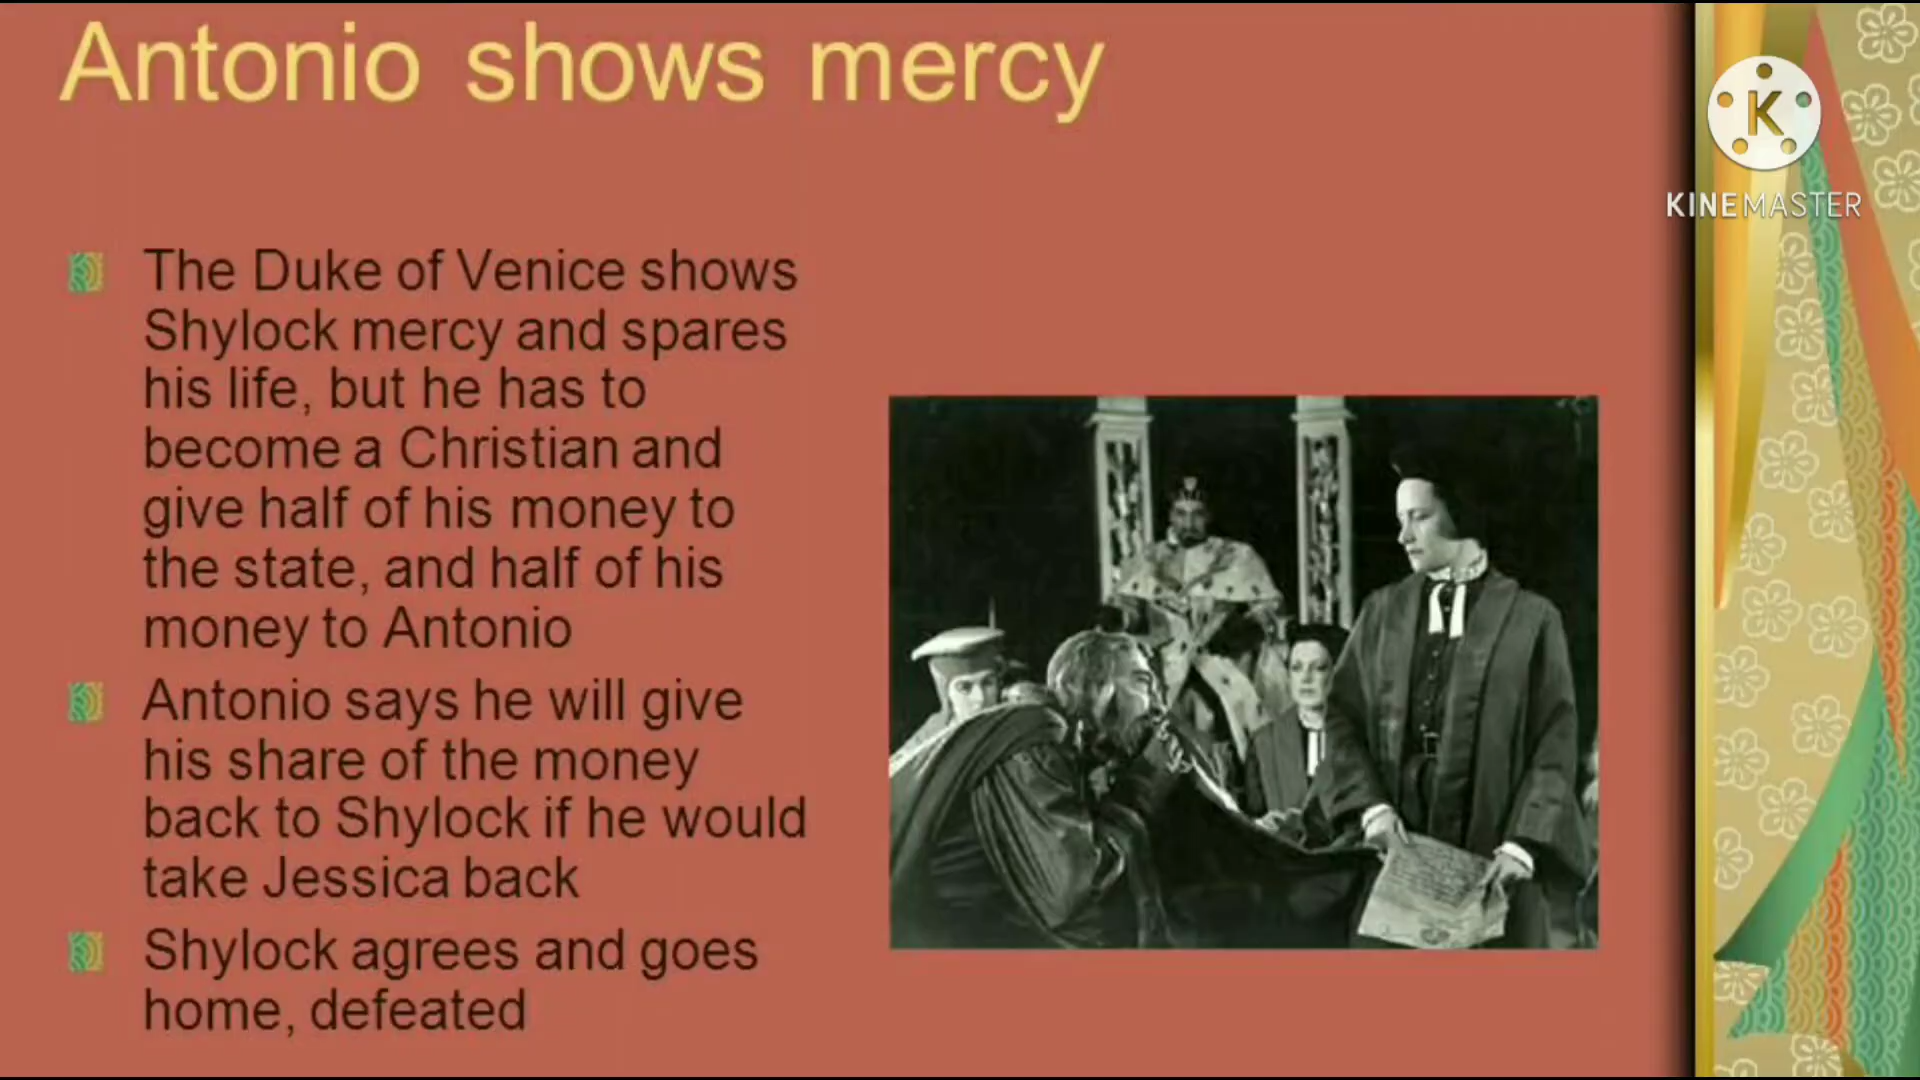 Antonio shows mercy
K
KINEMASTER
The Duke of Venice shows
Shylock mercy and spares
his life, but he has to
become a Christian and
give half of his money to
the state, and half of his
money to Antonio
Antonio says he will give
his share of the money
back to Shylock if he would
take Jessica back
Shylock agrees and goes
home, defeated